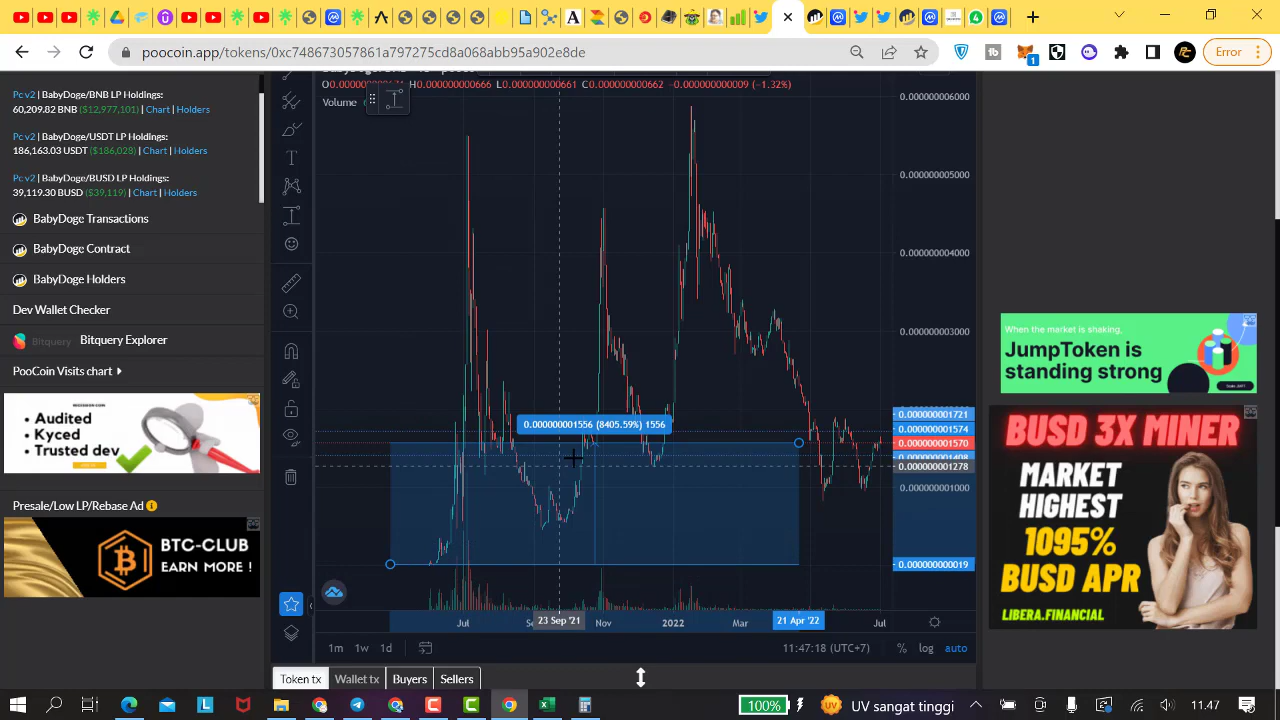 poocoin.app/tokens/0xc748673057861a797275cd8a068abb95a902e8de
1
Error
Pc v2 | BabyDoge/BNB LP Holdings:
60,209.82 BNB ($12,977,101) | Chart | Holders
Pc v2 | BabyDoge/USDT LP Holdings:
186,163.03 USDT ($186,028) | Chart | Holders
Pc v2 | BabyDoge/BUSD LP Holdings:
39,119.30 BUSD ($39,119) | Chart | Holders
BabyDoge Transactions
BabyDoge Contract
BabyDoge Holders
Dev Wallet Checker
Bitquery
Bitquery Explorer
PooCoin Visits chart
• Audited
• Kyced
• Trusted dev
Presale/Low LP/Rebase Ad
BTC-CLUB
EARN MORE !
H0.000000000666 L0.000000000661 C0.000000000662 −0.000000000009 (−1.32%)
Volume
0.000000006000
0.000000005000
0.000000004000
0.000000003000
0.000000001721
0.000000001574
0.000000001570
0.000000001278
0.000000001000
0.000000000019
0.000000001556 (8405.59%) 1556
Jul
23 Sep '21
Nov
2022
Mar
21 Apr '22
Jul
1m 1w 1d
11:47:18 (UTC+7)
% log auto
Token tx
Wallet tx
Buyers
Sellers
When the market is shaking,
JumpToken is
standing strong
BUSD 3X MINER
MARKET
HIGHEST
1095%
BUSD APR
LIBERA.FINANCIAL
100%
UV
UV sangat tinggi
11.47